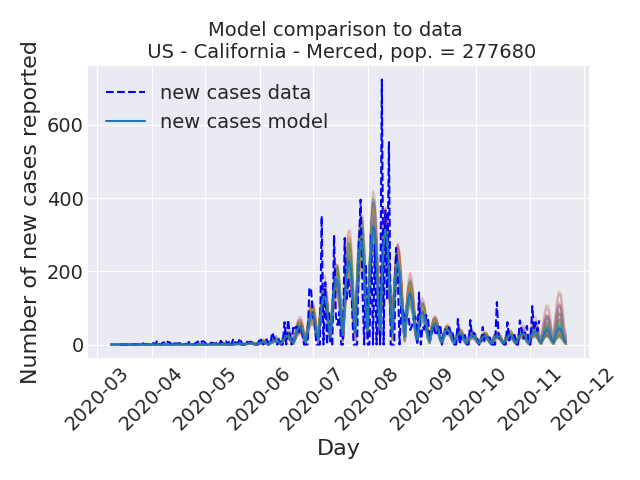 Model comparison to data
US - California - Merced, pop. = 277680
Number of new cases reported
new cases data
new cases model
600
400
200
0
2020-03
2020-04
2020-05
2020-06
2020-07
2020-08
2020-09
2020-10
2020-11
2020-12
Day